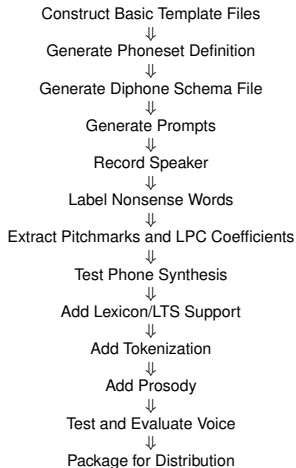 Construct Basic Template Files
⇓
Generate Phoneset Definition
⇓
Generate Diphone Schema File
⇓
Generate Prompts
⇓
Record Speaker
⇓
Label Nonsense Words
⇓
Extract Pitchmarks and LPC Coefficients
⇓
Test Phone Synthesis
⇓
Add Lexicon/LTS Support
⇓
Add Tokenization
⇓
Add Prosody
⇓
Test and Evaluate Voice
⇓
Package for Distribution